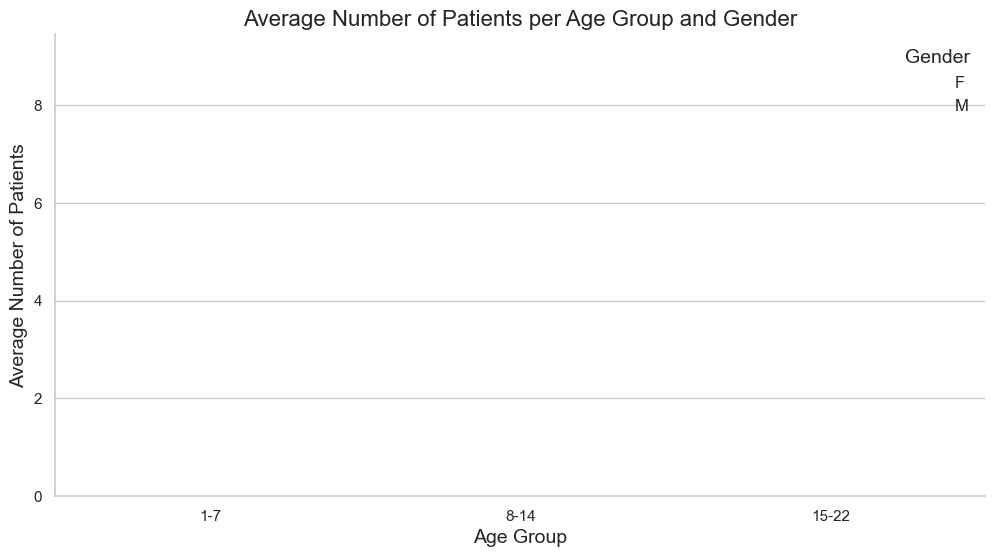 Average Number of Patients per Age Group and Gender
Gender
F
M
Average Number of Patients
8
6
4
2
0
1-7 8-14 15-22
Age Group